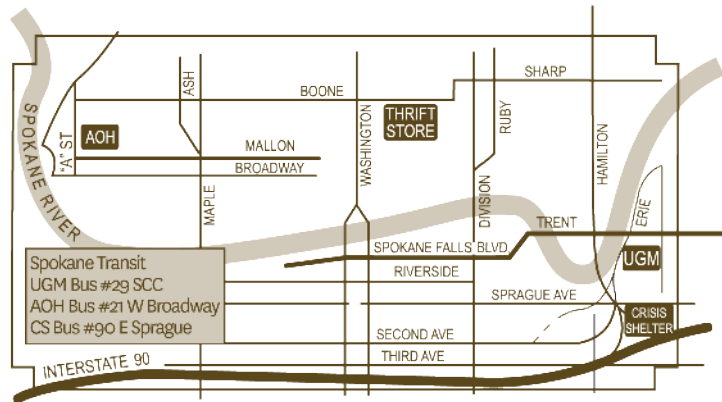 SHARP
ASH
BOONE
THRIFT
STORE
RUBY
SPOKANE RIVER
"A" ST
AOH
WASHINGTON
HAMILTON
MALLON
BROADWAY
MAPLE
DIVISION
ERIE
TRENT
SPOKANE FALLS BLVD
UGM
RIVERSIDE
Spokane Transit
UGM Bus #29 SCC
AOH Bus #21 W Broadway
CS Bus #90 E Sprague
SPRAGUE AVE
CRISIS
SHELTER
SECOND AVE
THIRD AVE
INTERSTATE 90